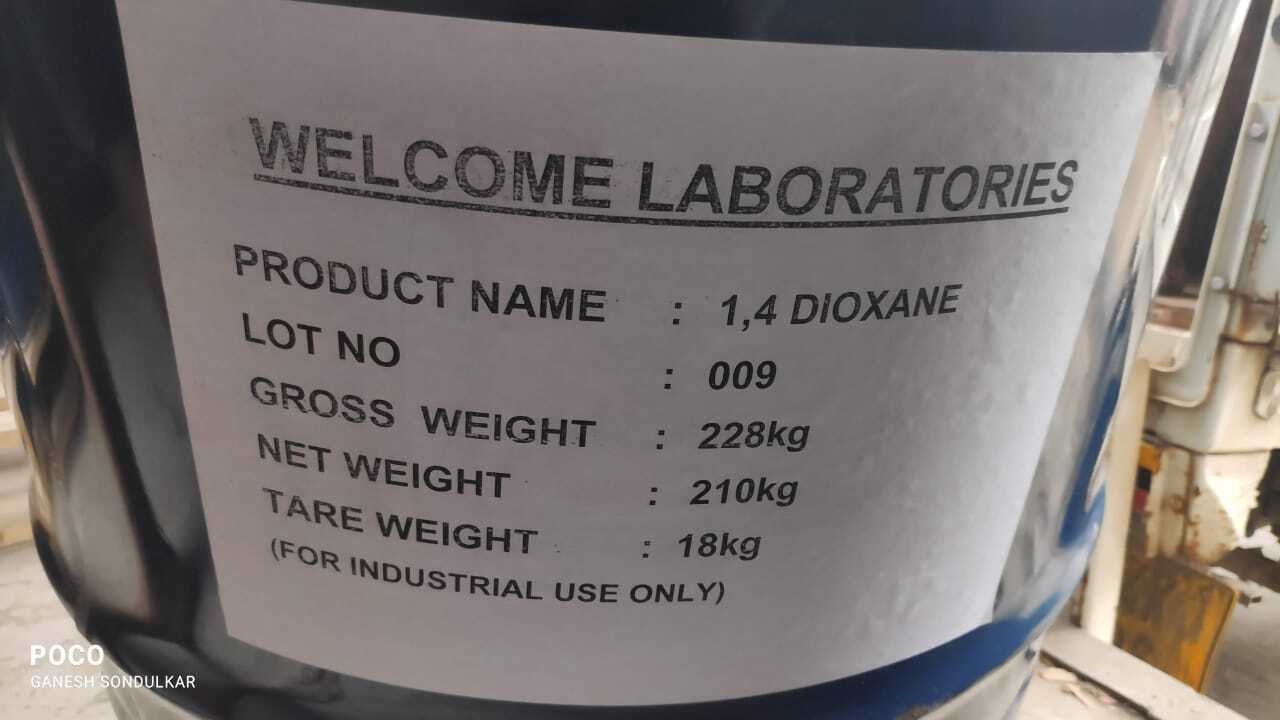 WELCOME LABORATORIES
PRODUCT NAME : 1,4 DIOXANE
LOT NO : 009
GROSS WEIGHT : 228kg
NET WEIGHT : 210kg
TARE WEIGHT : 18kg
(FOR INDUSTRIAL USE ONLY)
POCO
GANESH SONDULKAR